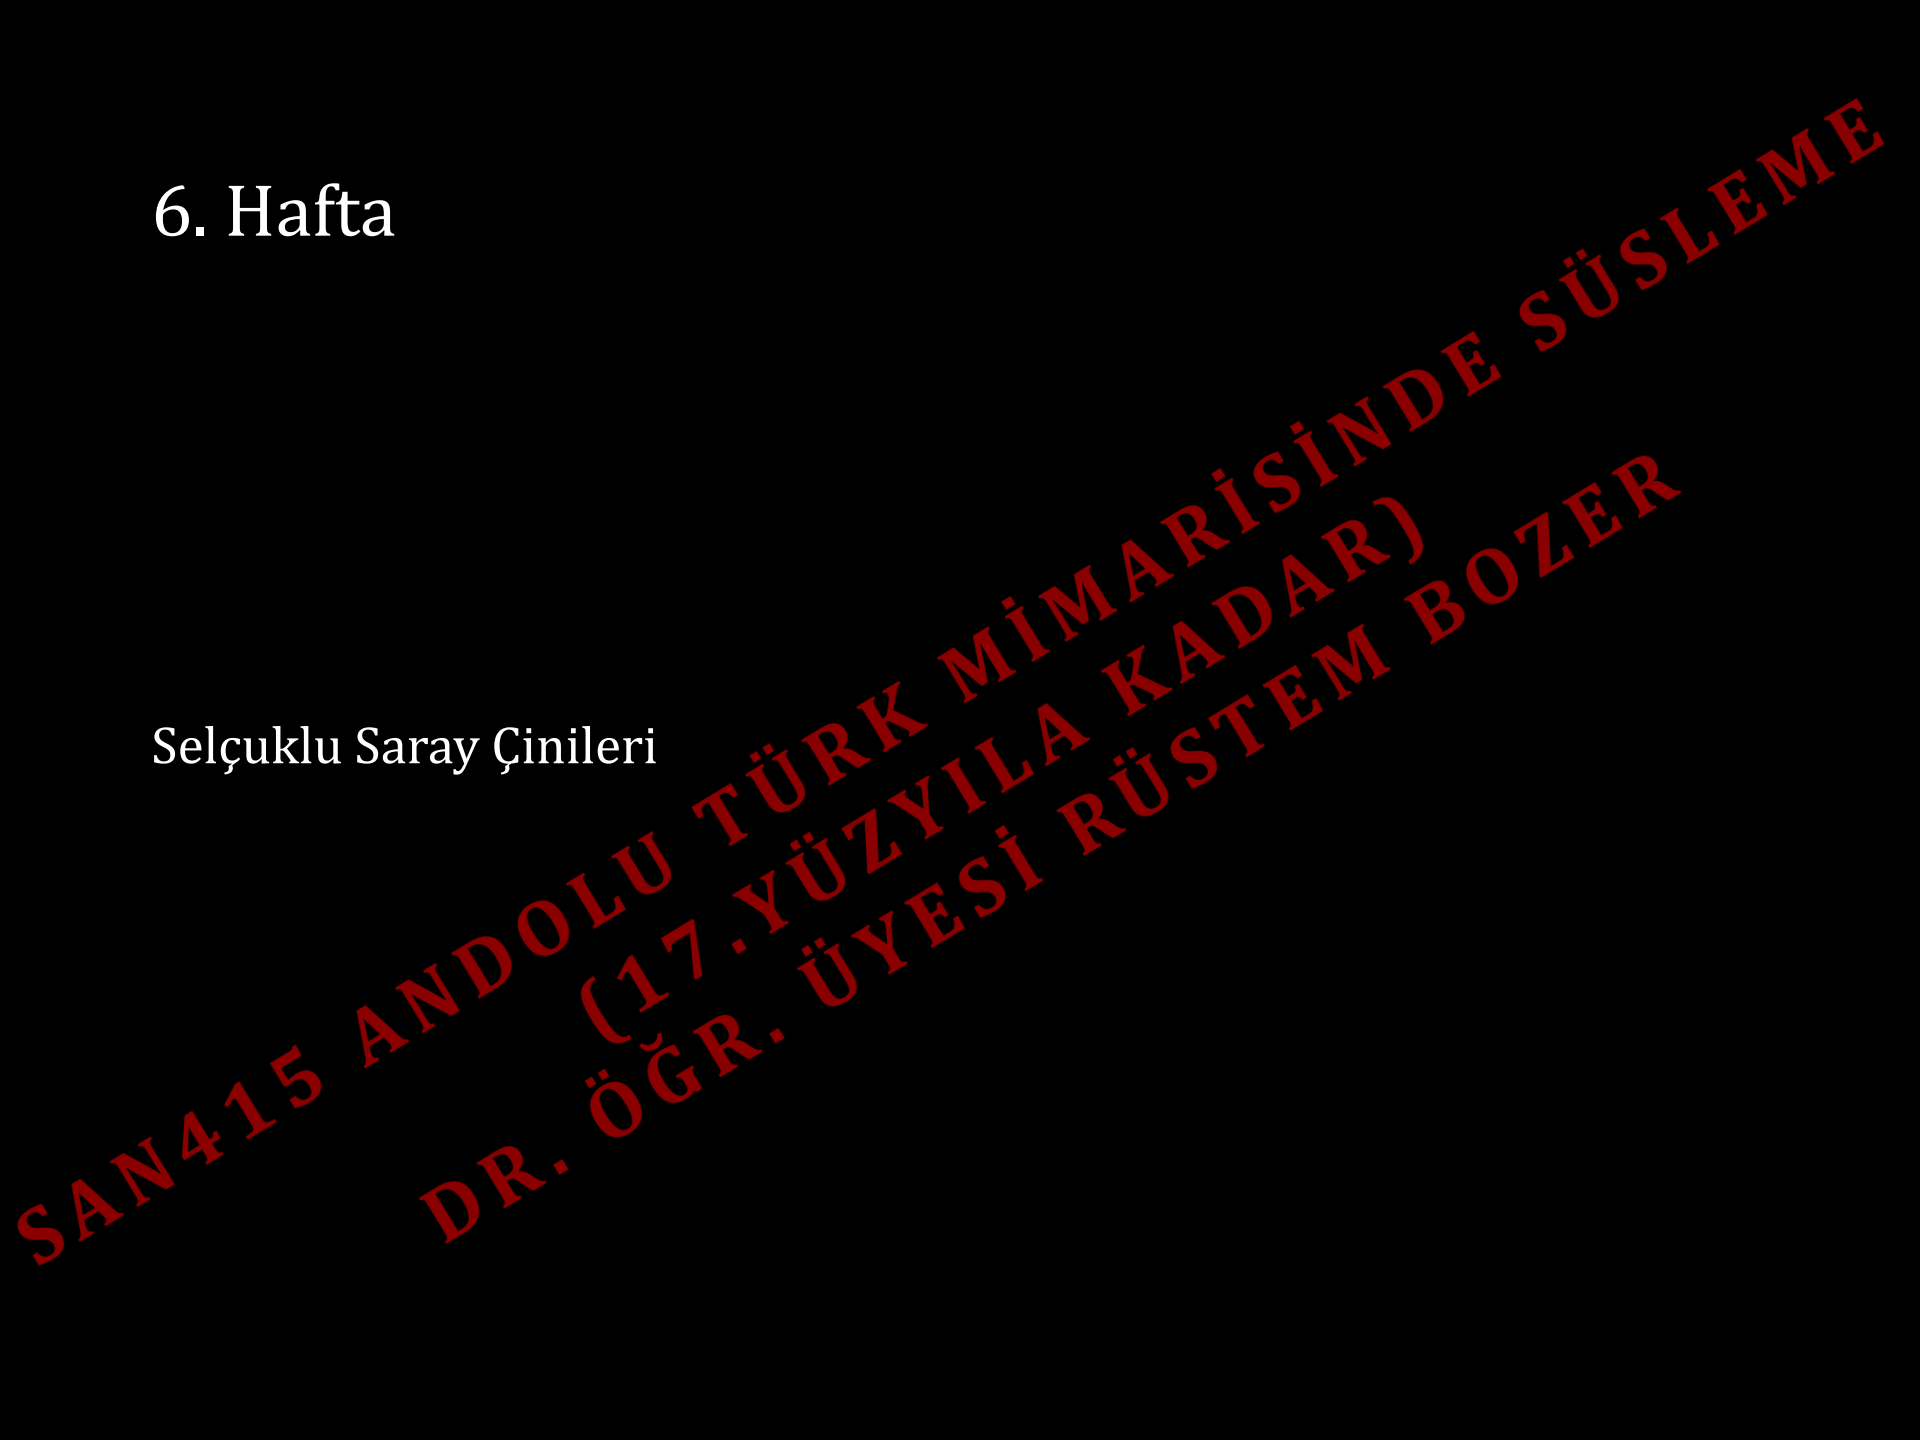 6. Hafta
Selçuklu Saray Çinileri
SAN415 ANDOLU TÜRK MİMARİSİNDE SÜSLEME
(17.YÜZYILA KADAR)
DR. ÖĞR. ÜYESİ RÜSTEM BOZER